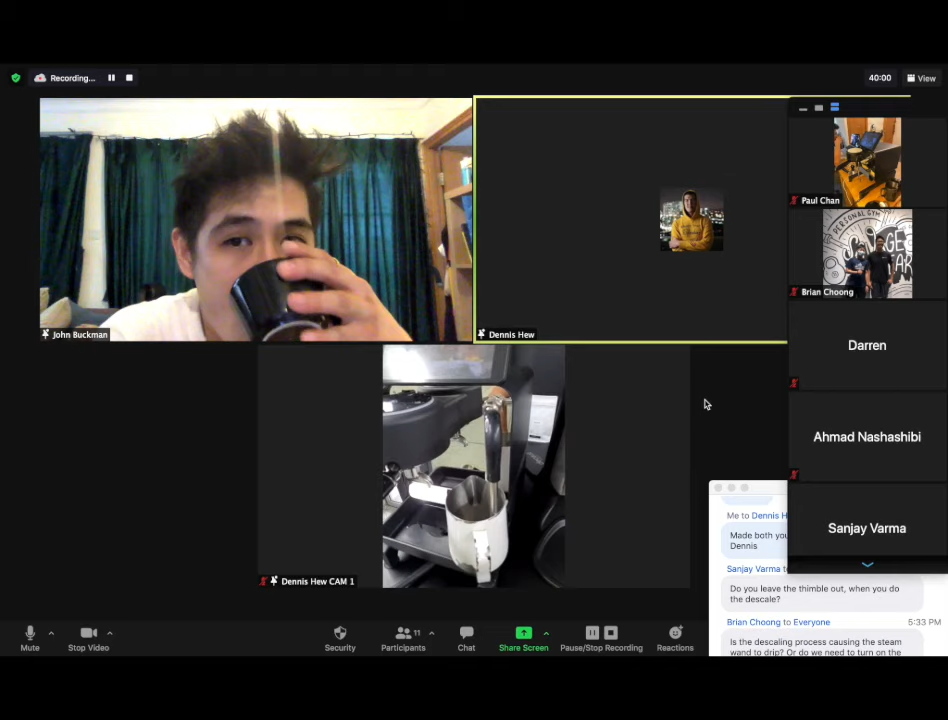 Recording...
40:00
View
John Buckman
Dennis Hew
Paul Chan
PERSONAL GYM
Brian Choong
Darren
Ahmad Nashashibi
Sanjay Varma
Dennis Hew CAM 1
Me to Dennis H
Made both you
Dennis
Sanjay Varma to
Do you leave the thimble out, when you do
the descale?
Brian Choong to Everyone
5:33 PM
Is the descaling process causing the steam
wand to drip? Or do we need to turn on the
Mute
Stop Video
Security
11
Participants
Chat
Share Screen
Pause/Stop Recording
Reactions